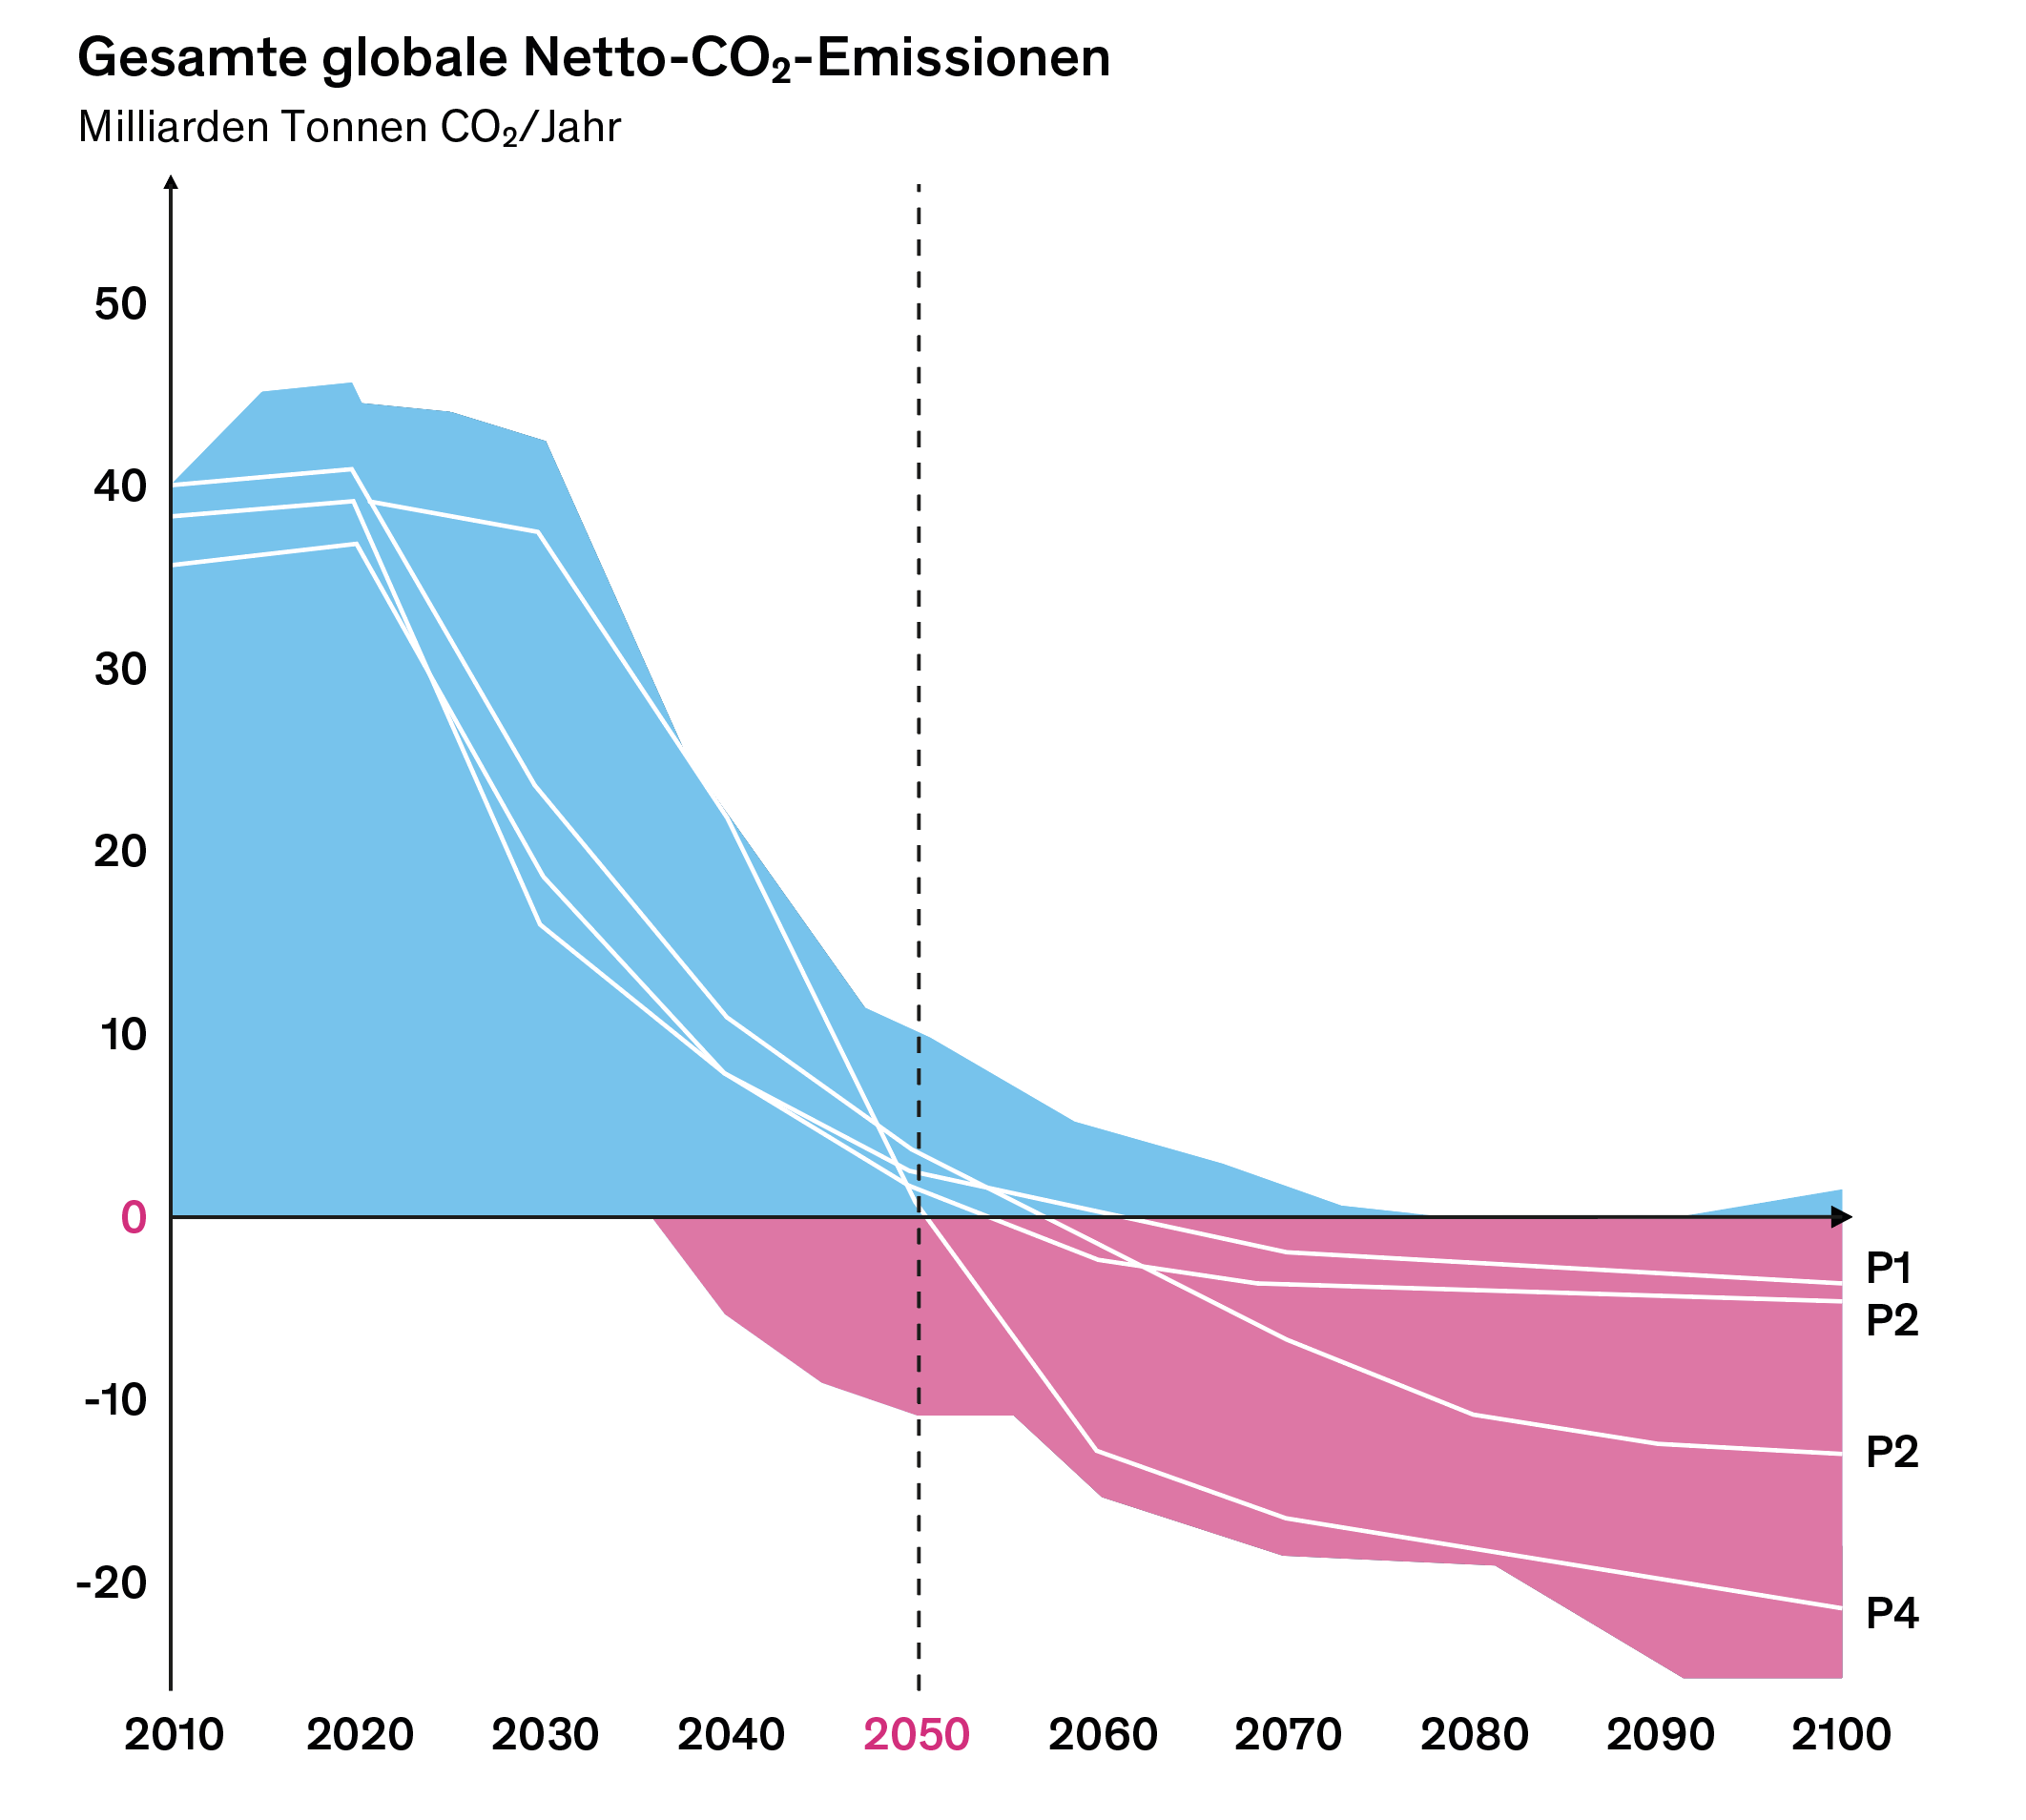 Gesamte globale Netto-CO₂-Emissionen
Milliarden Tonnen CO₂/Jahr
50
40
30
20
10
0
-10
-20
P1
P2
P2
P4
2010 2020 2030 2040 2050 2060 2070 2080 2090 2100